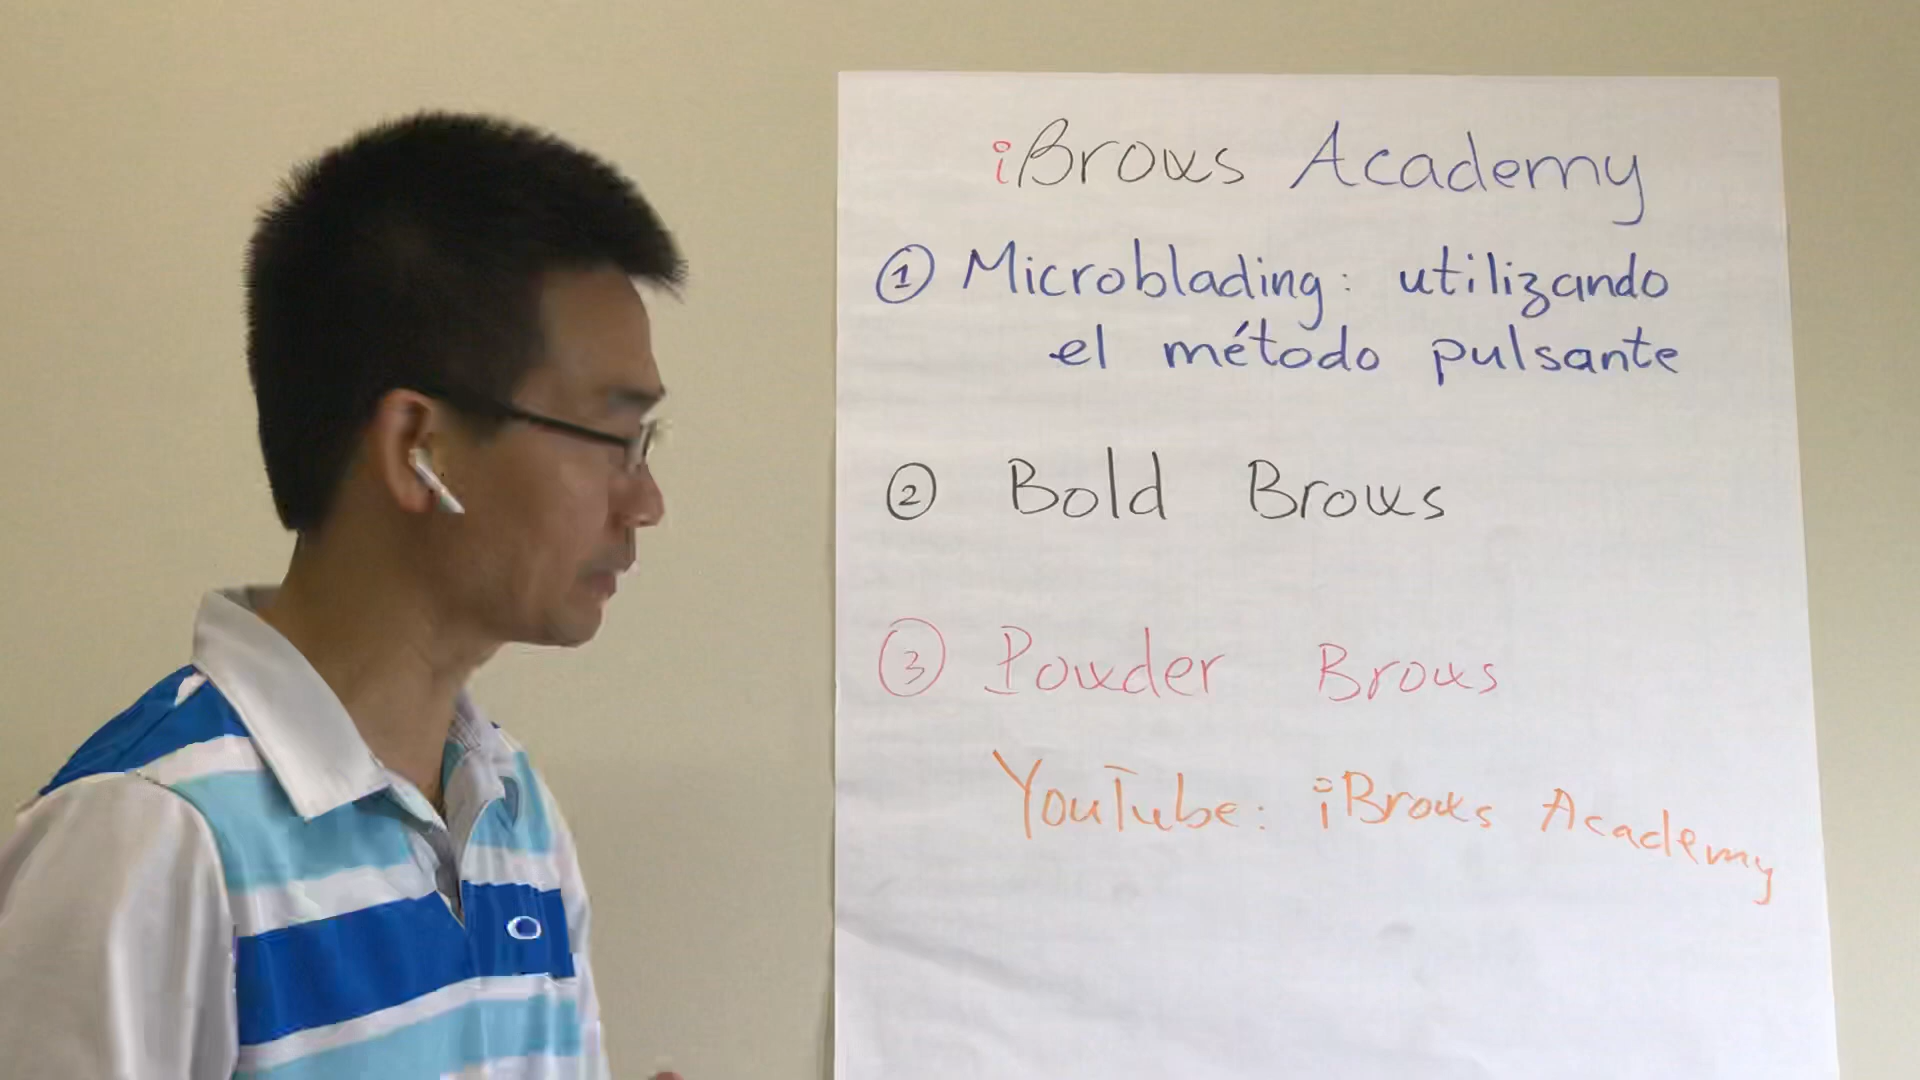 iBrows Academy
① Microblading: utilizando
el método pulsante
② Bold Brows
③ Powder Brows
YouTube: iBrows Academy